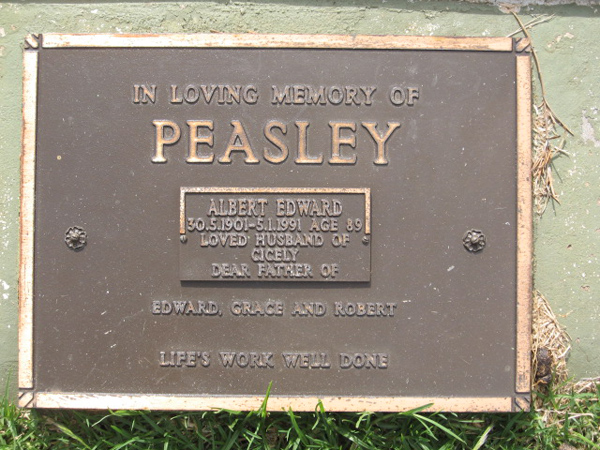 IN LOVING MEMORY OF
PEASLEY
ALBERT EDWARD
30.5.1901-5.1.1991 AGE 89
LOVED HUSBAND OF
CICELY
DEAR FATHER OF
EDWARD, GRACE AND ROBERT
LIFE'S WORK WELL DONE